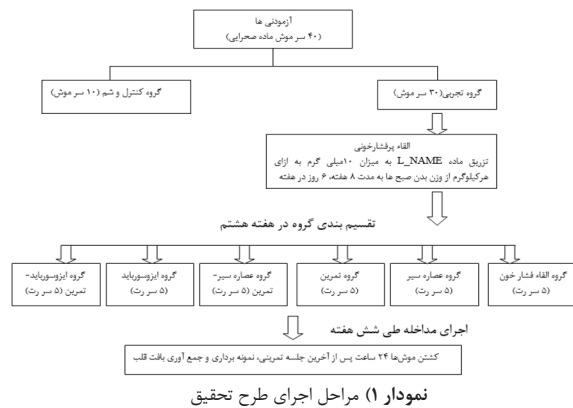 آزمودنی ها
(۴۰ سر موش ماده صحرایی)
گروه تجربی(۳۰ سر موش)
گروه کنترل و شم (۱۰ سر موش)
القاء پرفشارخونی
تزریق ماده L_NAME به میزان ۱۰میلی گرم به ازای
هرکیلوگرم از وزن بدن صبح ها به مدت ۸ هفته، ۶ روز در هفته
تقسیم بندی گروه در هفته هشتم
گروه القاء فشار خون
(۵ سر رت)
گروه عصاره سیر
(۵ سر رت)
گروه تمرین
(۵ سر رت)
گروه عصاره سیر-
تمرین (۵ سر رت)
گروه ایزوسورباید
(۵ سر رت)
گروه ایزوسورباید-
تمرین (۵ سر رت)
اجرای مداخله طی شش هفته
کشتن موش‌ها ۲۴ ساعت پس از آخرین جلسه تمرینی، نمونه برداری و جمع آوری بافت قلب
نمودار ۱) مراحل اجرای طرح تحقیق